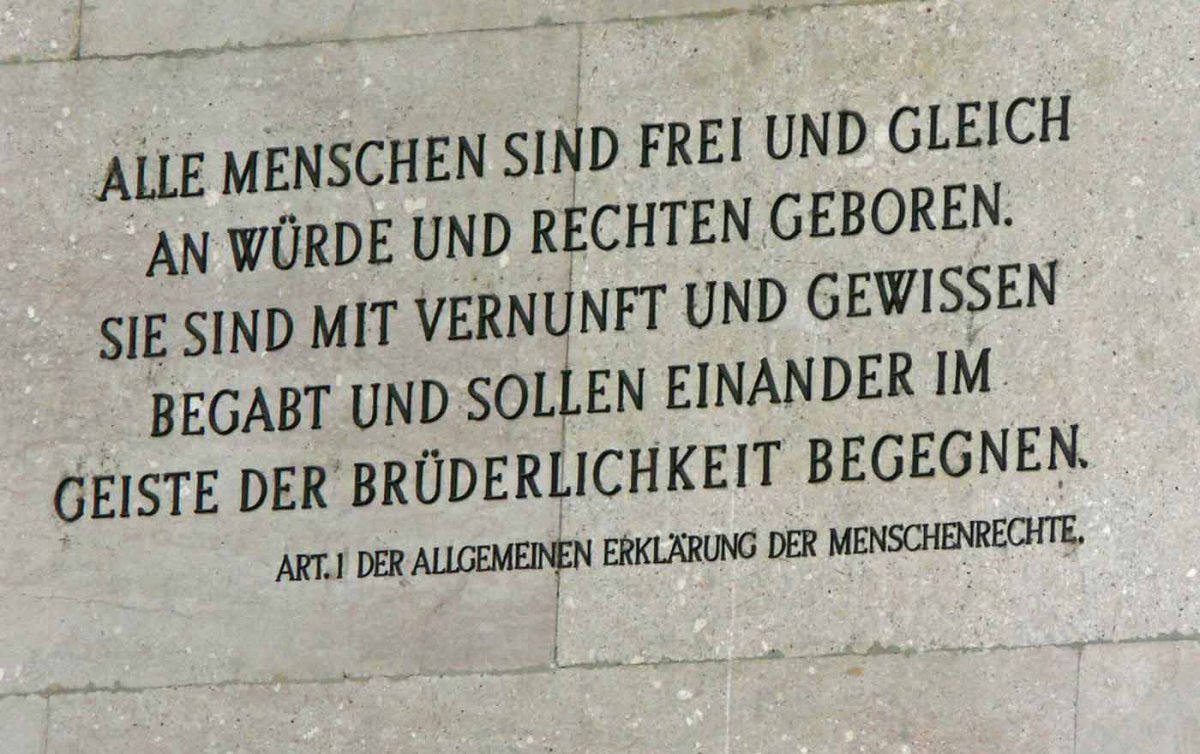 ALLE MENSCHEN SIND FREI UND GLEICH
AN WÜRDE UND RECHTEN GEBOREN.
SIE SIND MIT VERNUNFT UND GEWISSEN
BEGABT UND SOLLEN EINANDER IM
GEISTE DER BRÜDERLICHKEIT BEGEGNEN.
ART. 1 DER ALLGEMEINEN ERKLÄRUNG DER MENSCHENRECHTE.